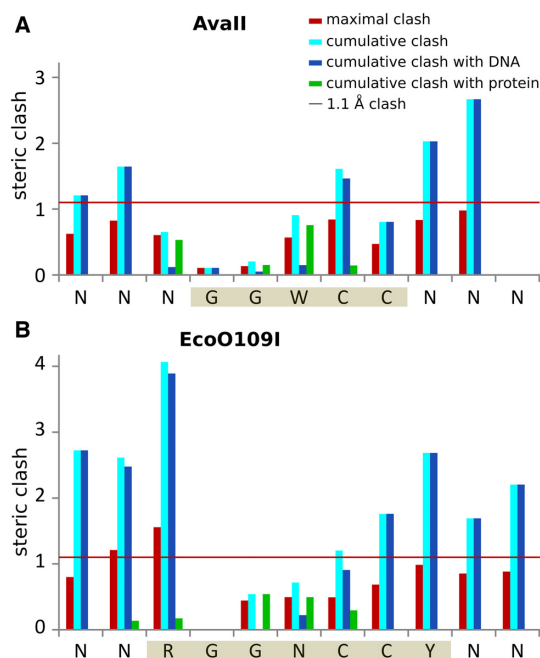 A
AvaII
maximal clash
cumulative clash
cumulative clash with DNA
cumulative clash with protein
1.1 Å clash
steric clash
3
2
1
0
N N N G G W C C N N N
B
EcoO109I
steric clash
4
3
2
1
0
N N R G G N C C Y N N